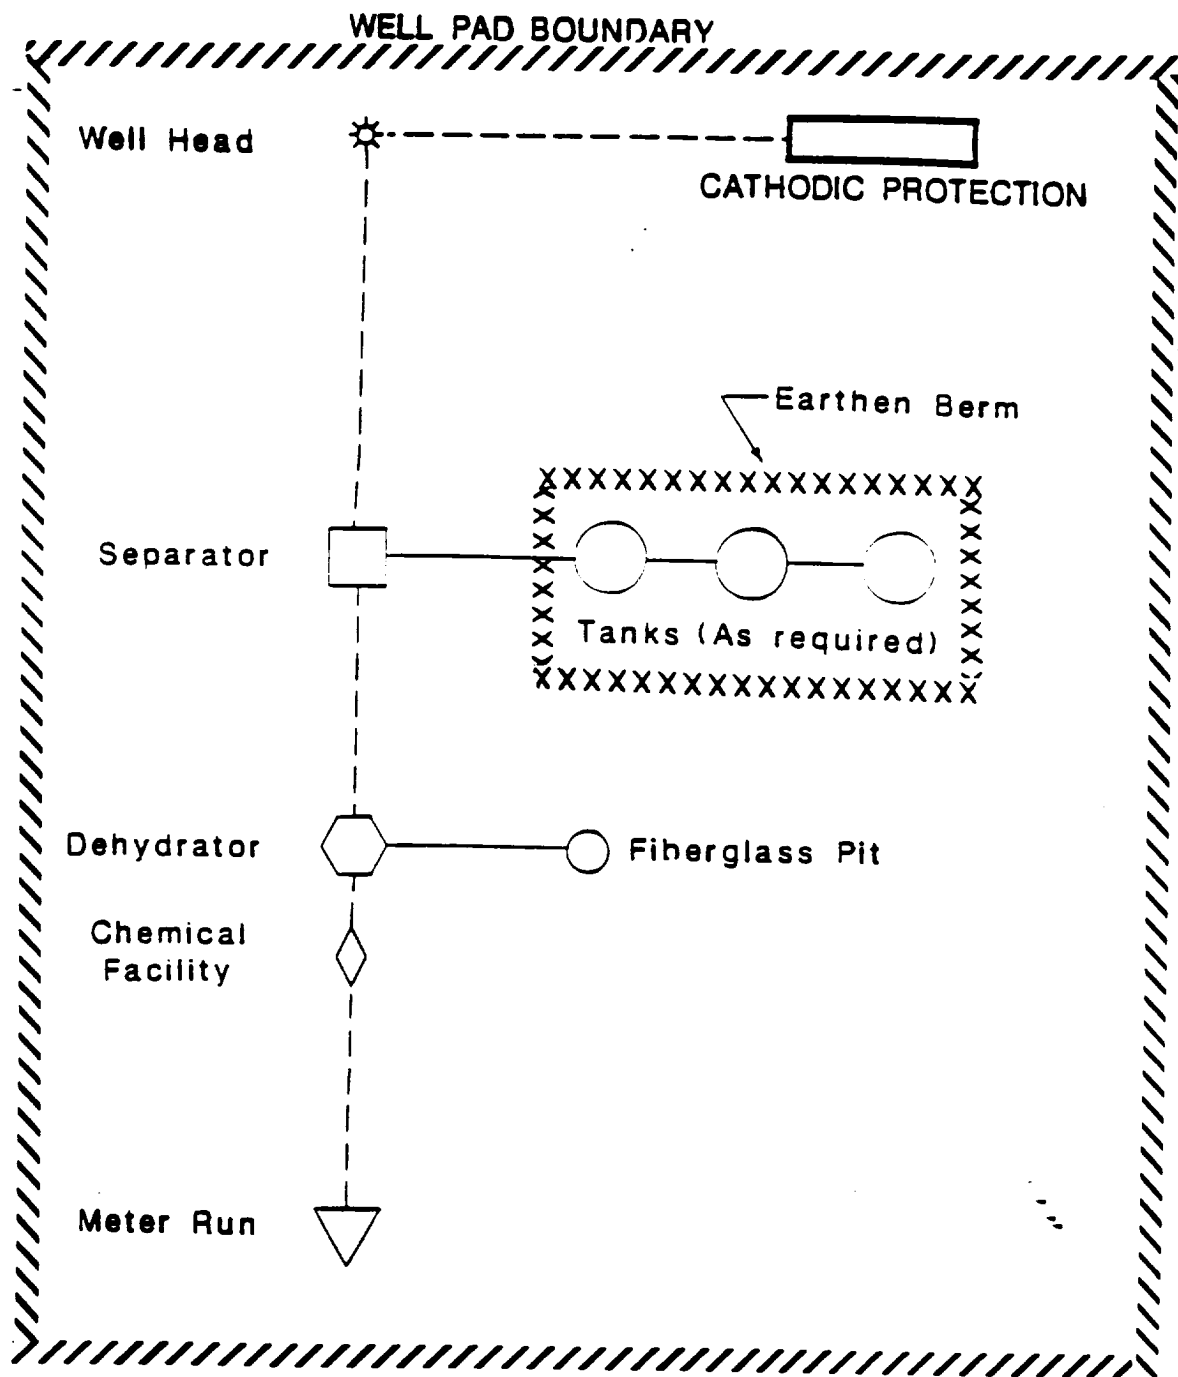 WELL PAD BOUNDARY
Well Head
CATHODIC PROTECTION
Earthen Berm
Separator
Tanks (As required)
Dehydrator
Fiberglass Pit
Chemical
Facility
Meter Run